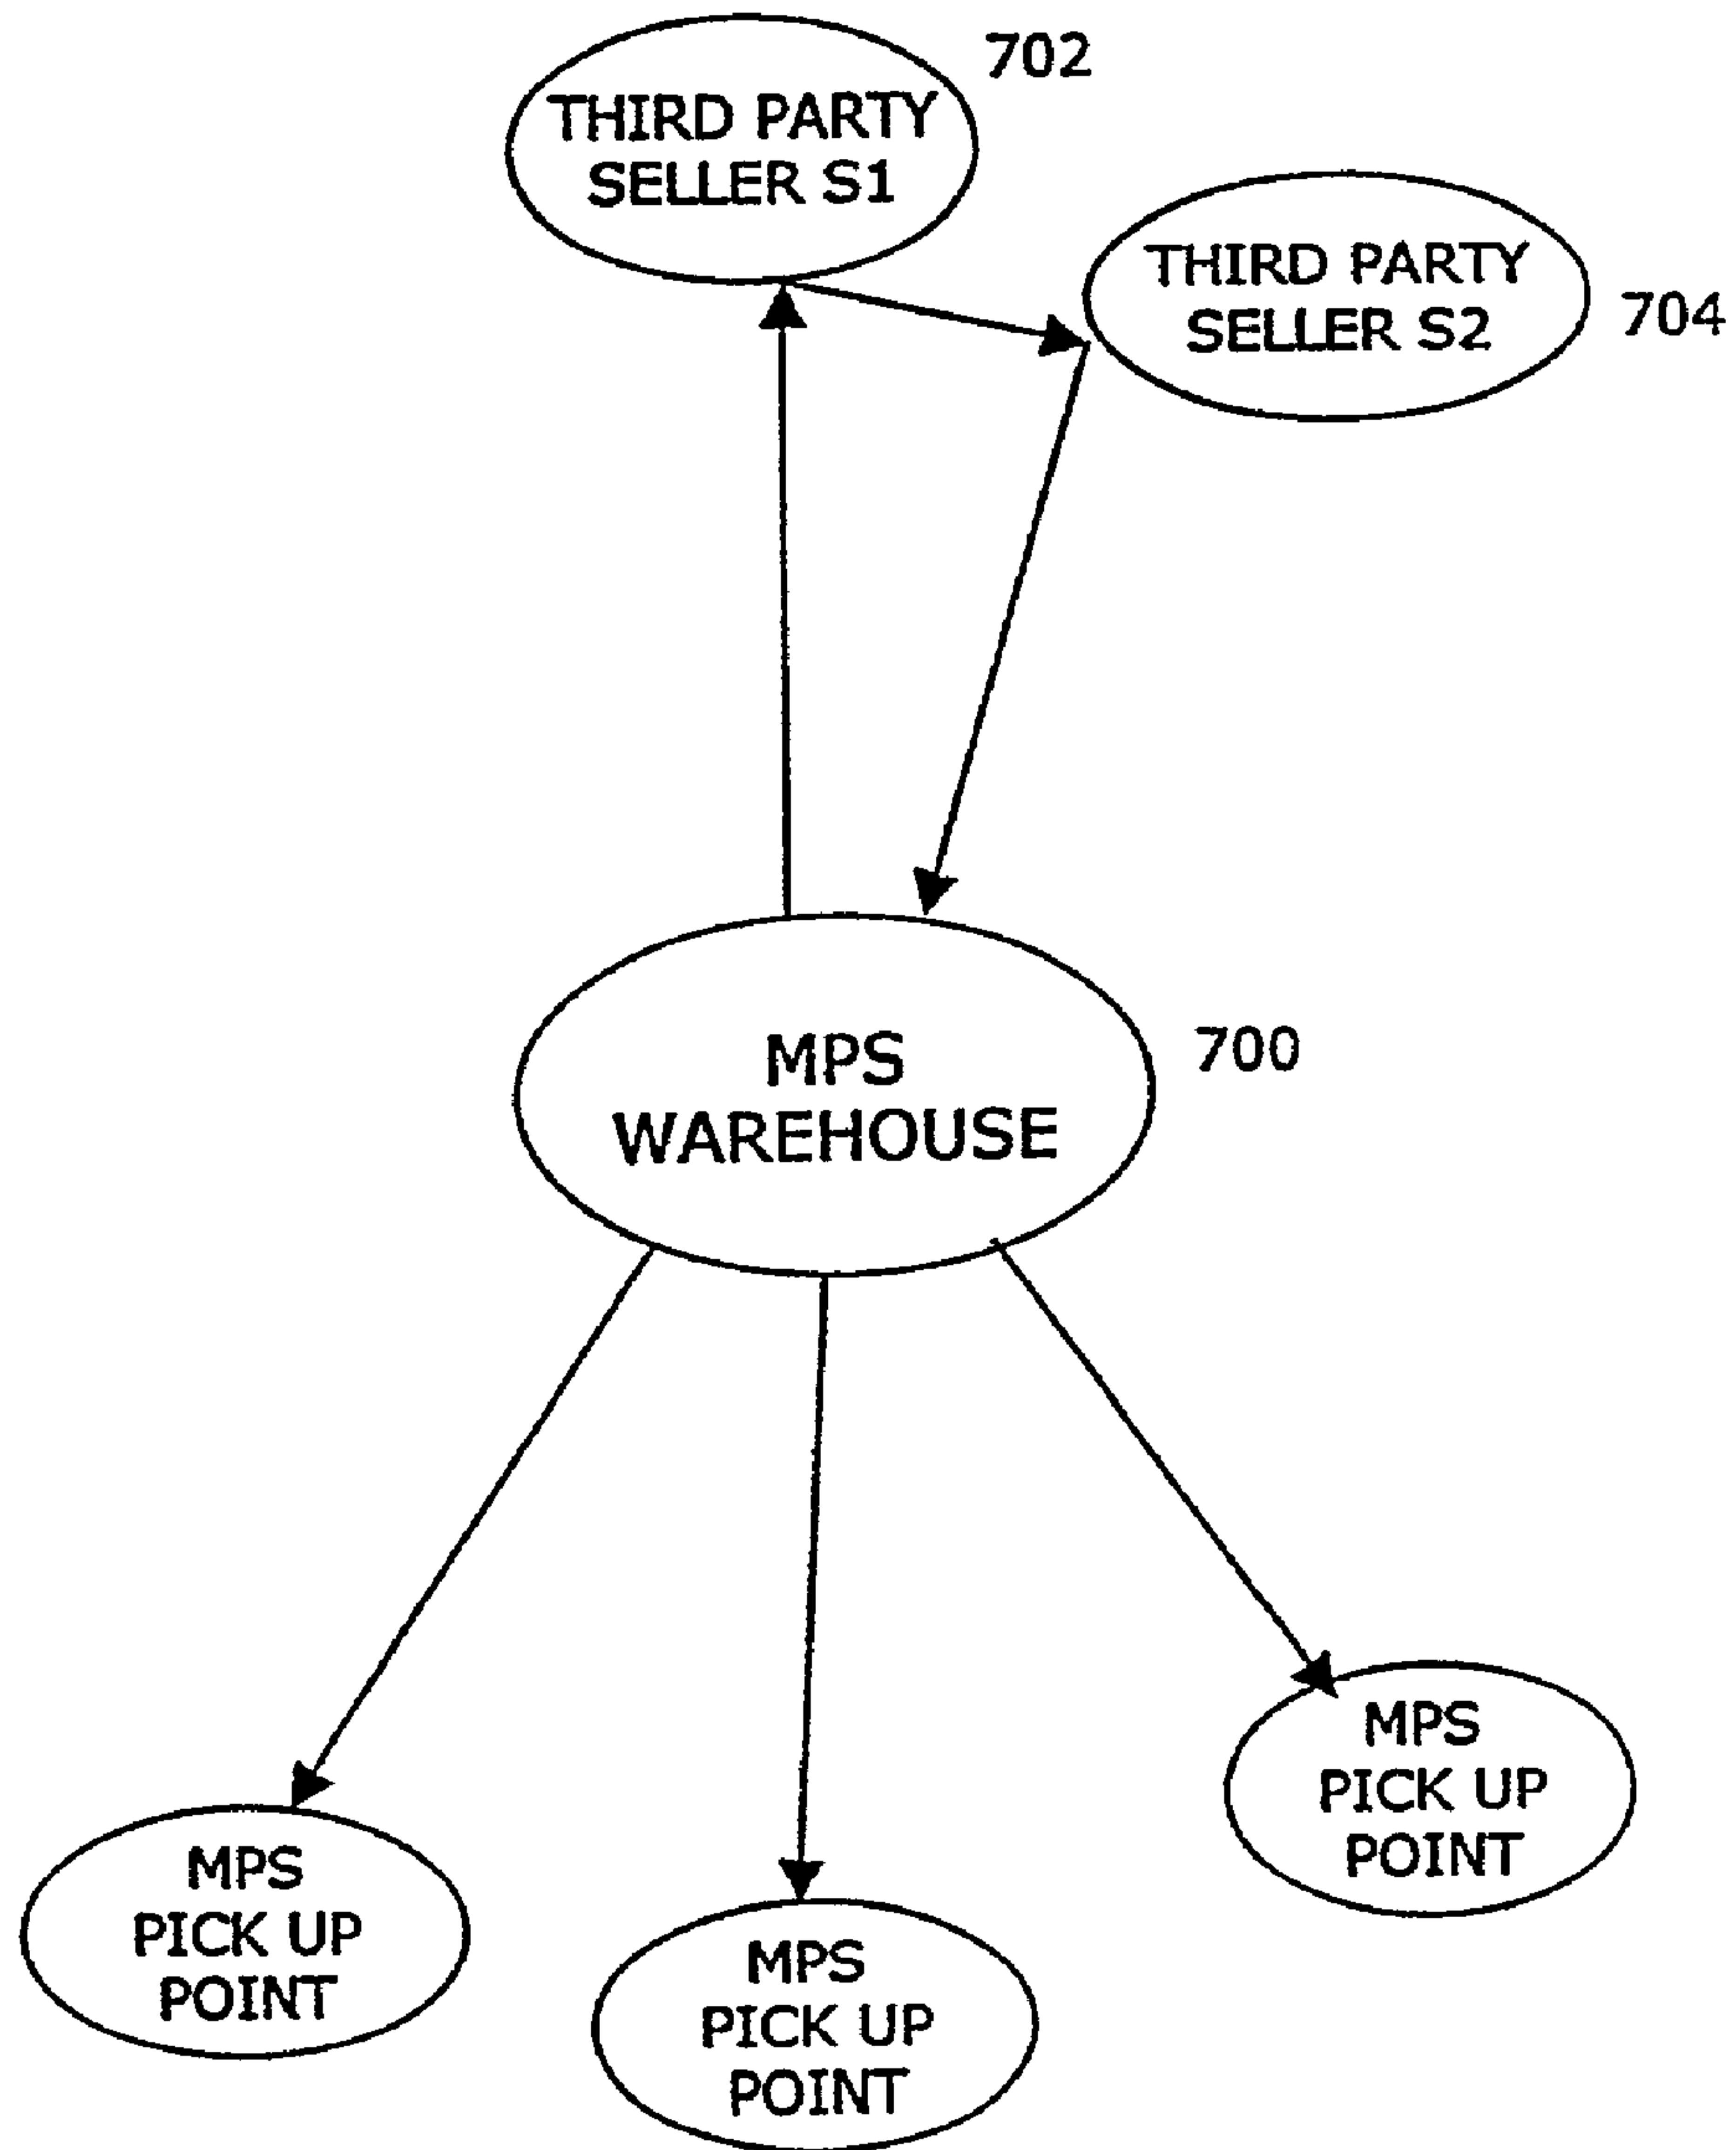 702
THIRD PARTY
SELLER S1
THIRD PARTY
SELLER S2
704
MPS
WAREHOUSE
700
MPS
PICK UP
POINT
MPS
PICK UP
POINT
MPS
PICK UP
POINT